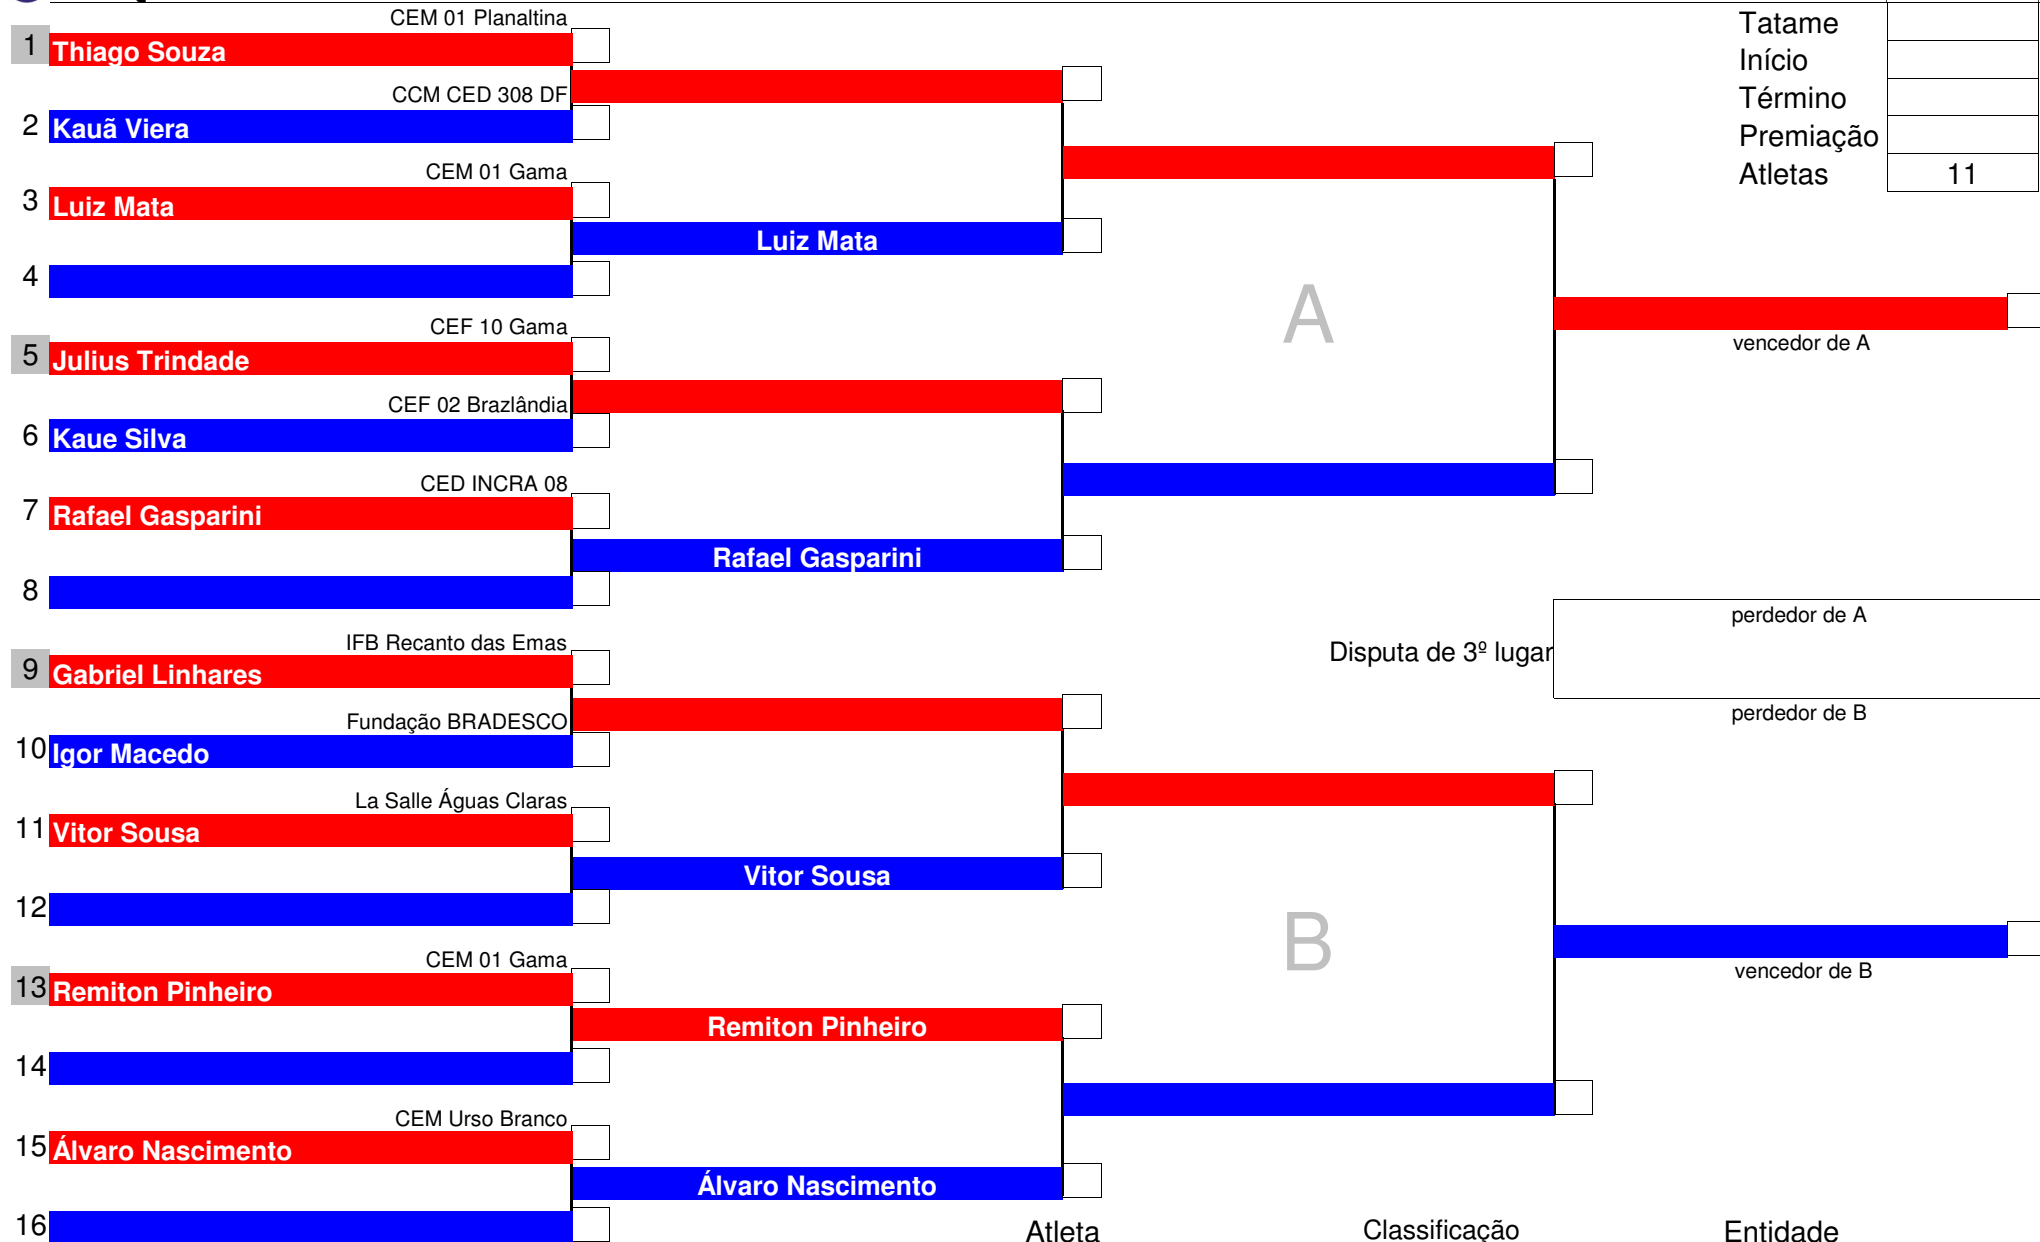 CEM 01 Planaltina
1 Thiago Souza
CCM CED 308 DF
2 Kauã Viera
CEM 01 Gama
3 Luiz Mata
Luiz Mata
4
CEF 10 Gama
5 Julius Trindade
CEF 02 Brazlândia
6 Kaue Silva
CED INCRA 08
7 Rafael Gasparini
Rafael Gasparini
8
IFB Recanto das Emas
9 Gabriel Linhares
Fundação BRADESCO
10 Igor Macedo
La Salle Águas Claras
11 Vitor Sousa
Vitor Sousa
12
CEM 01 Gama
13 Remiton Pinheiro
Remiton Pinheiro
14
CEM Urso Branco
15 Álvaro Nascimento
Álvaro Nascimento
16
A
B
Tatame
Início
Término
Premiação
Atletas 11
vencedor de A
perdedor de A
Disputa de 3º lugar
perdedor de B
vencedor de B
Atleta Classificação Entidade